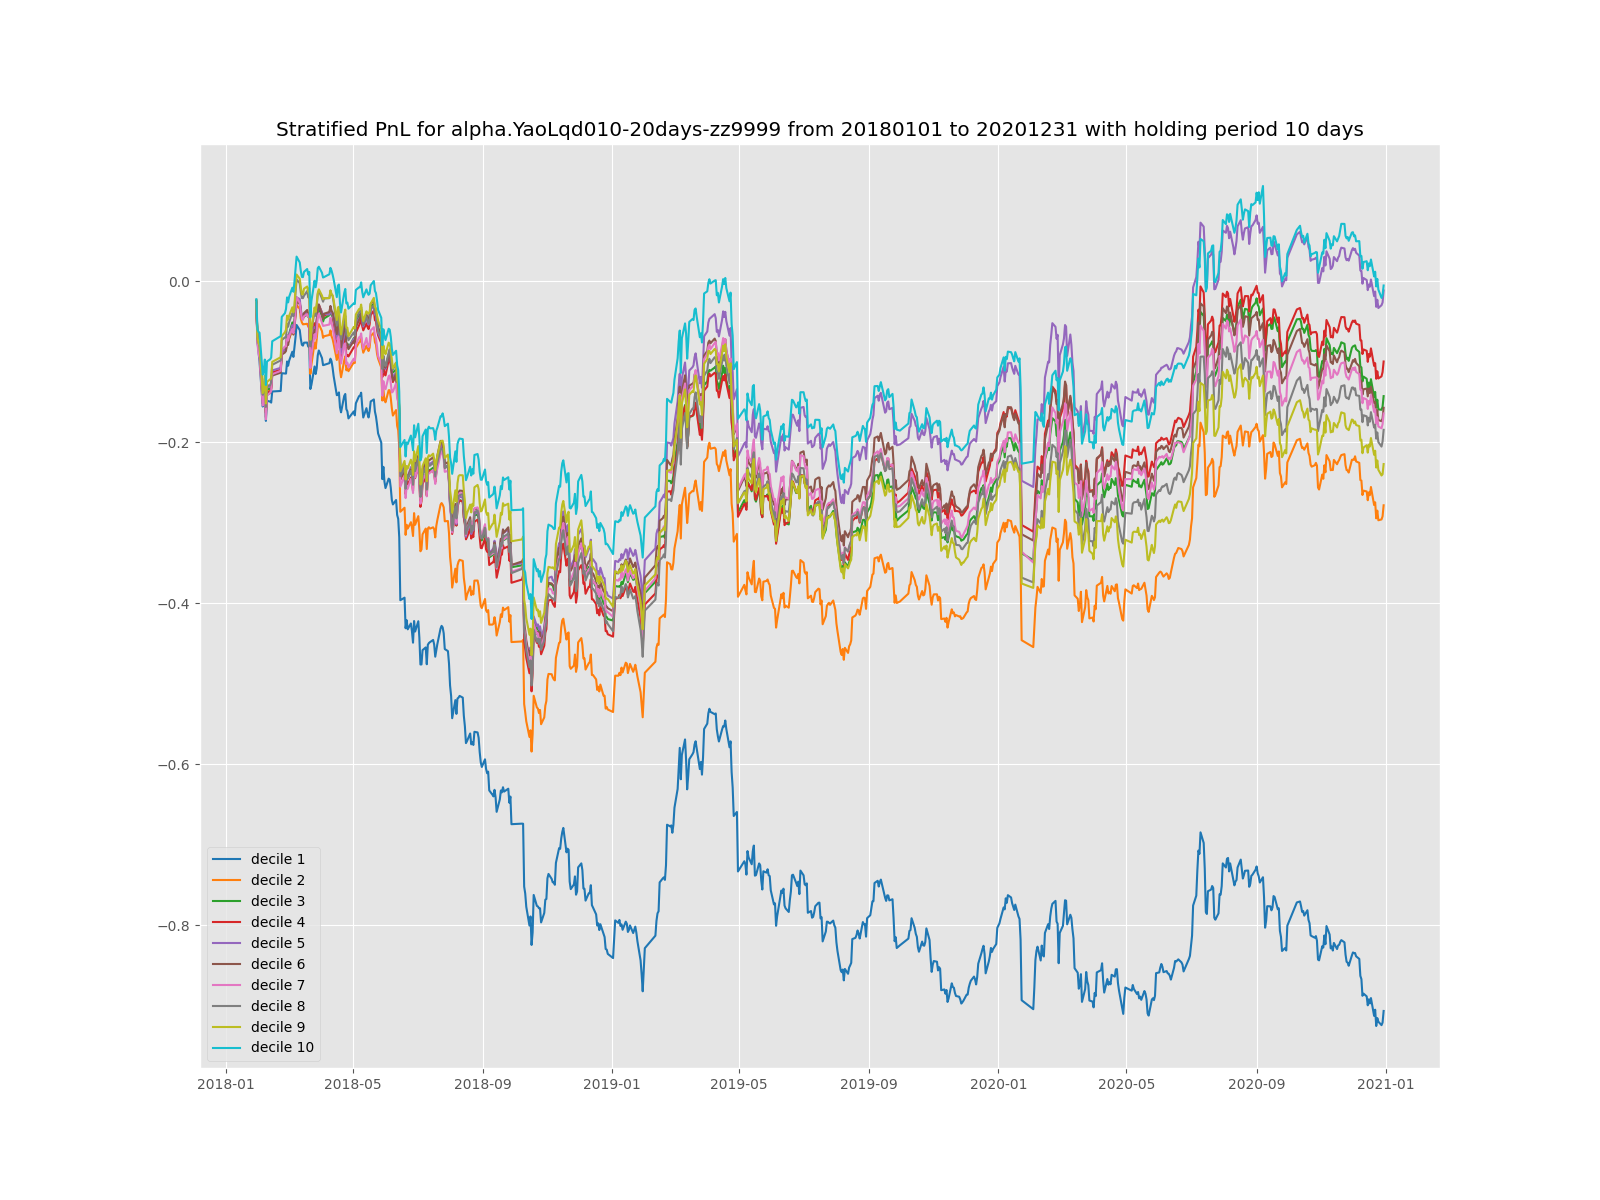 Stratified PnL for alpha.YaoLqd010-20days-zz9999 from 20180101 to 20201231 with holding period 10 days
0.0
−0.2
−0.4
−0.6
−0.8
decile 1
decile 2
decile 3
decile 4
decile 5
decile 6
decile 7
decile 8
decile 9
decile 10
2018-01 2018-05 2018-09 2019-01 2019-05 2019-09 2020-01 2020-05 2020-09 2021-01